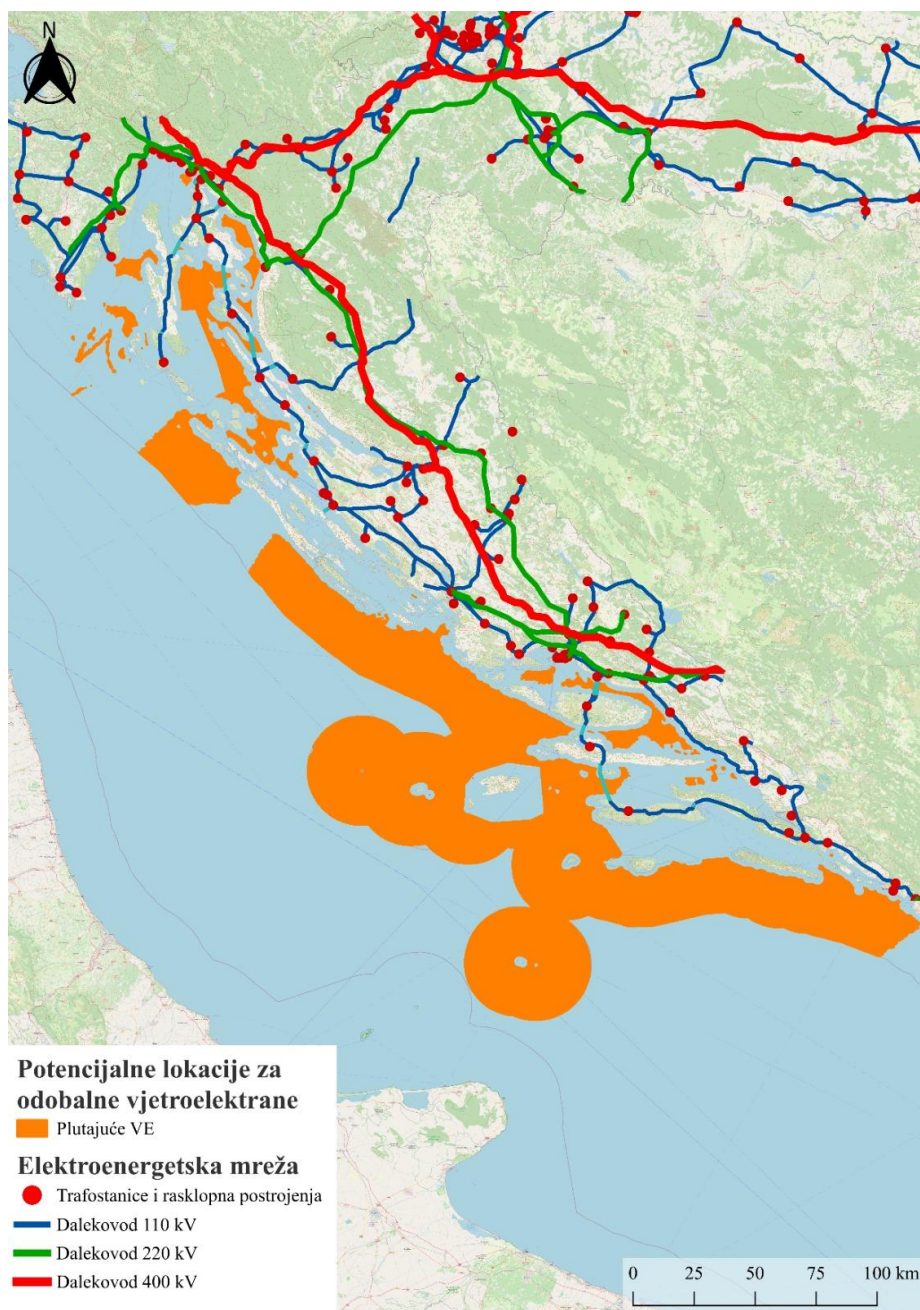 N
Potencijalne lokacije za
odobalne vjetroelektrane
Plutajuće VE
Elektroenergetska mreža
Trafostanice i rasklopna postrojenja
Dalekovod 110 kV
Dalekovod 220 kV
Dalekovod 400 kV
0 25 50 75 100 km